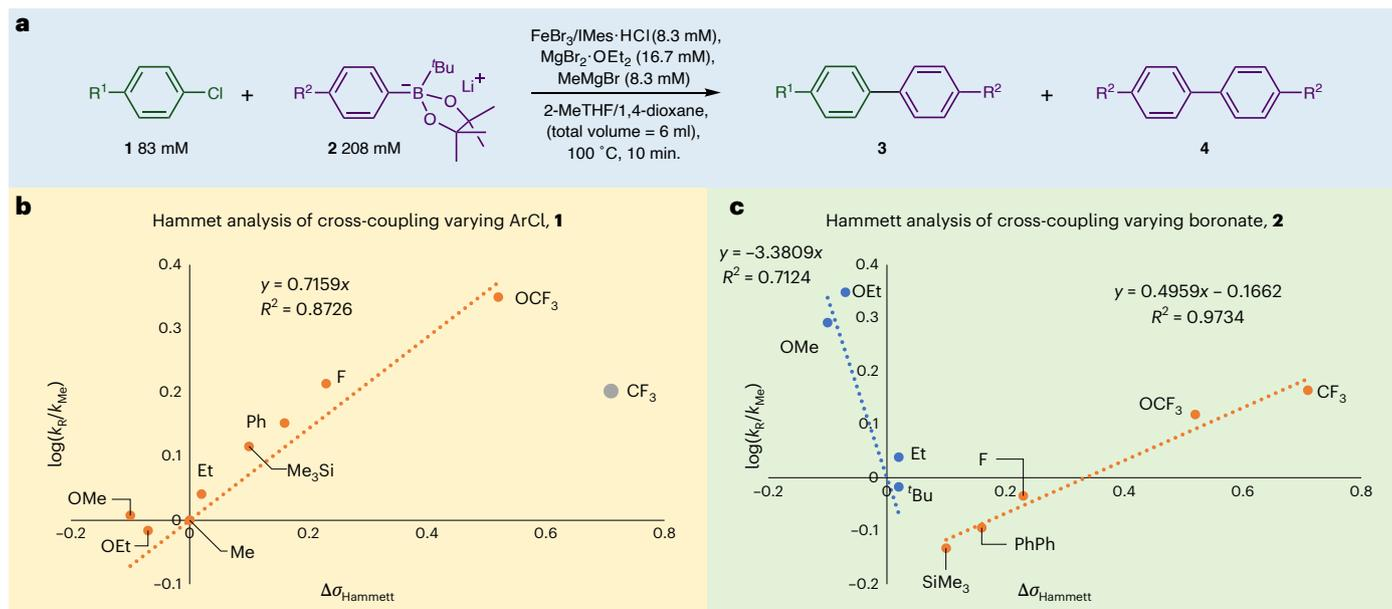 a
FeBr₃/IMes·HCl (8.3 mM),
MgBr₂·OEt₂ (16.7 mM),
MeMgBr (8.3 mM)
2-MeTHF/1,4-dioxane,
(total volume = 6 ml),
100 ˚C, 10 min.
R¹
Cl
+
R²
B
−
ᵗBu
Li⁺
O
O
R¹
R²
+
R²
R²
1 83 mM
2 208 mM
3
4
b
Hammet analysis of cross-coupling varying ArCl, 1
y = 0.7159x
R² = 0.8726
log(k_R/k_Me)
0.4
0.3
0.2
0.1
0
−0.1
−0.2
0
0.2
0.4
0.6
0.8
OCF₃
CF₃
F
Ph
Me₃Si
Et
OMe
OEt
Me
Δσ_Hammett
c
Hammett analysis of cross-coupling varying boronate, 2
y = −3.3809x
R² = 0.7124
y = 0.4959x − 0.1662
R² = 0.9734
log(k_R/k_Me)
0.4
0.3
0.2
0.1
0
−0.1
−0.2
−0.2
0.2
0.4
0.6
0.8
OEt
OMe
Et
ᵗBu
F
OCF₃
CF₃
PhPh
SiMe₃
Δσ_Hammett